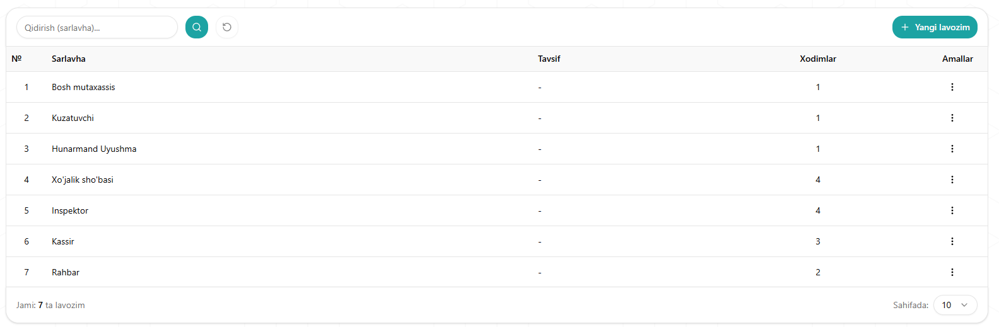 Qidirish (sarlavha)... + Yangi lavozim
№ Sarlavha Tavsif Xodimlar Amallar
1 Bosh mutaxassis - 1
2 Kuzatuvchi - 1
3 Hunarmand Uyushma - 1
4 Xo'jalik sho'basi - 4
5 Inspektor - 4
6 Kassir - 3
7 Rahbar - 2
Jami: 7 ta lavozim Sahifada: 10